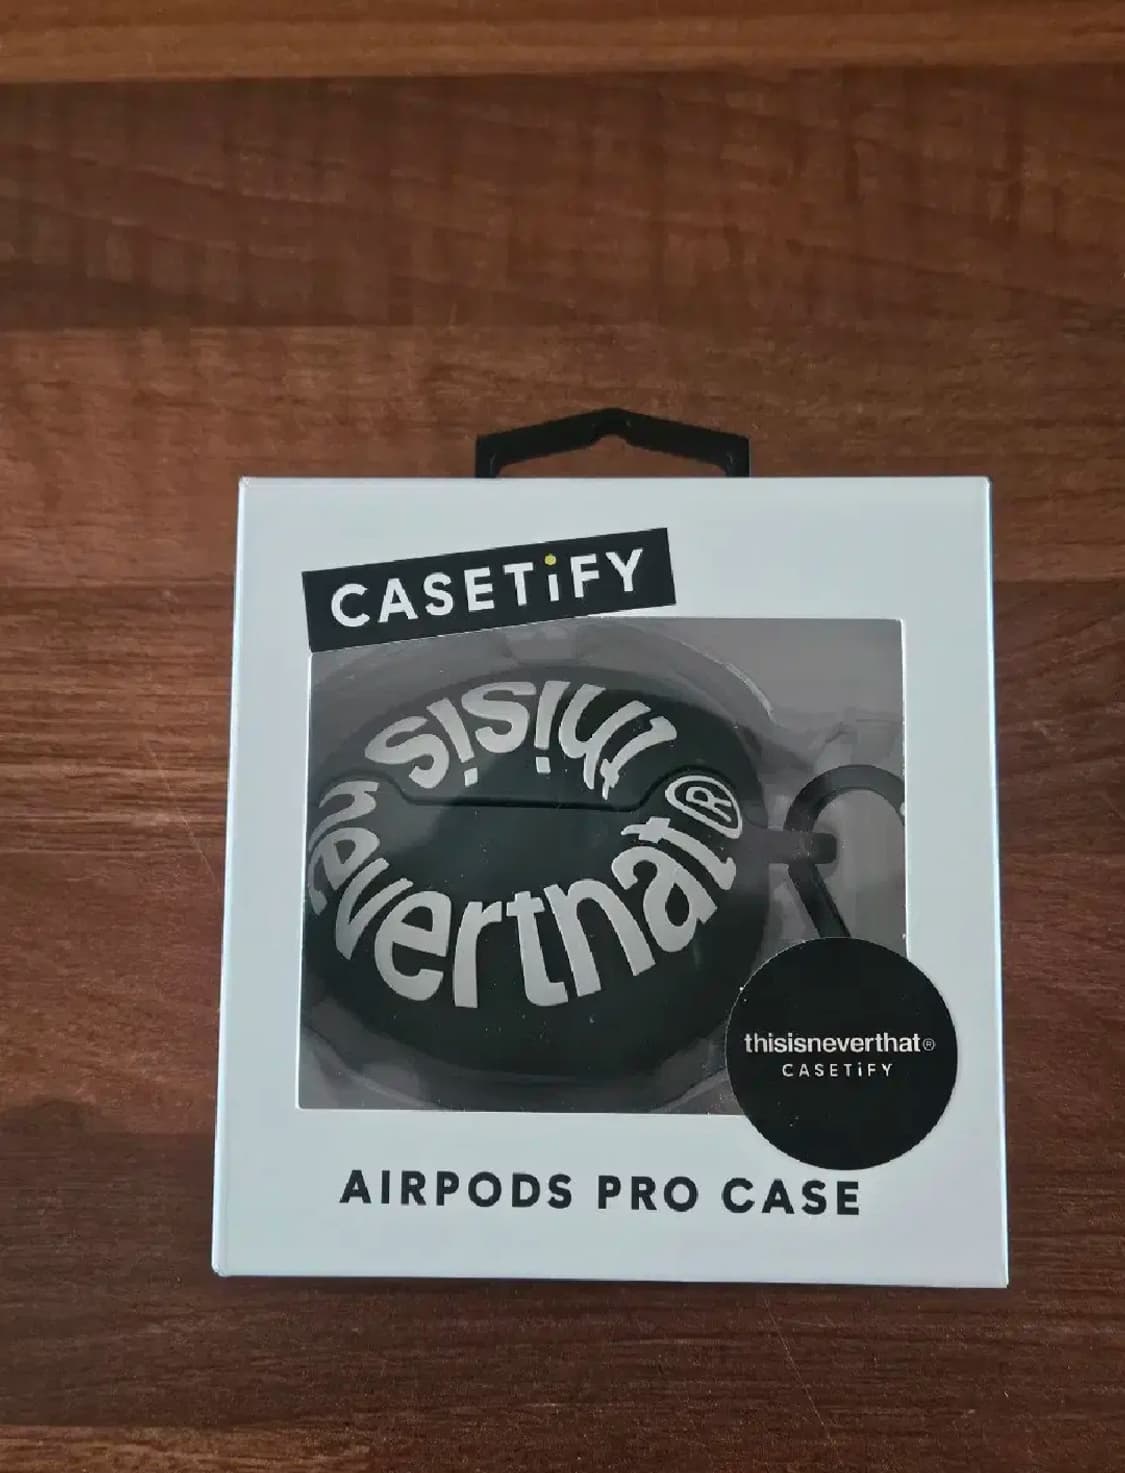 CASETiFY
thisis
neverthat®
thisisneverthat®
CASETiFY
AIRPODS PRO CASE